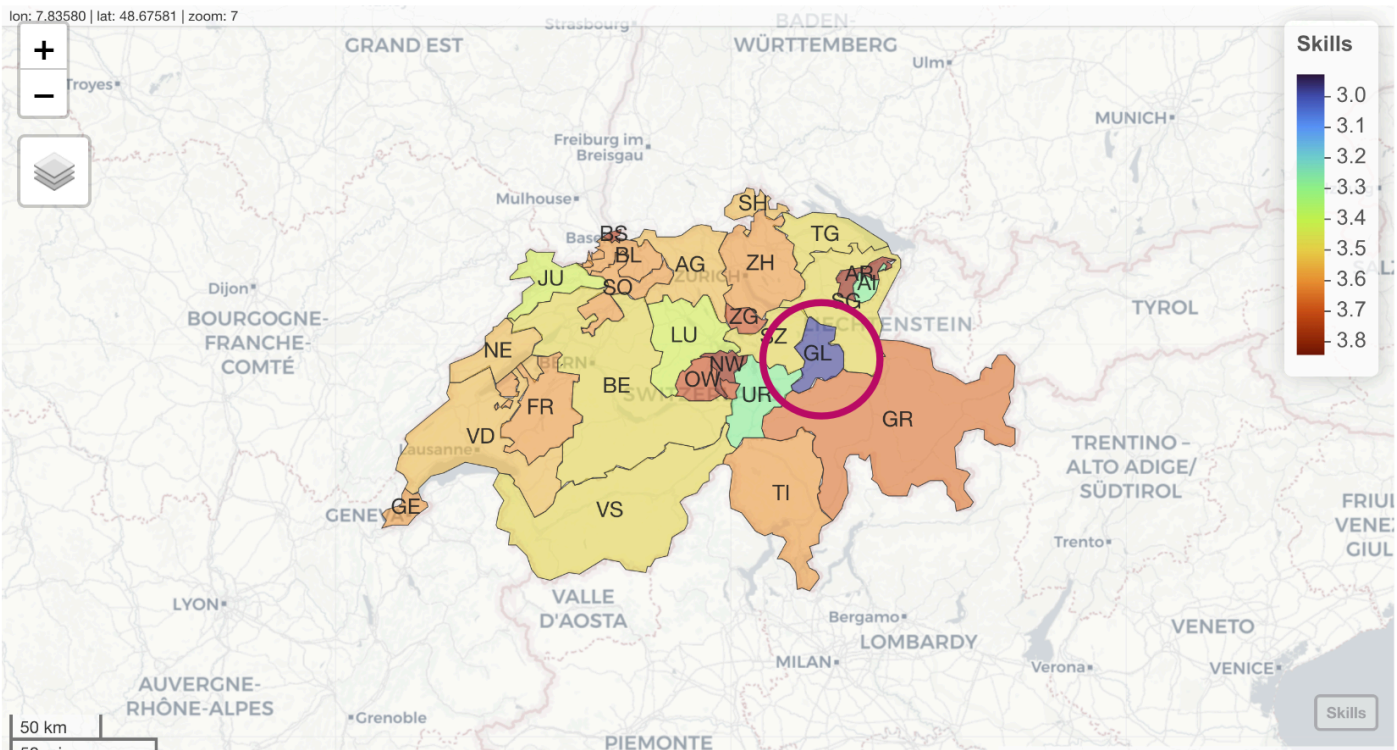 lon: 7.83580 | lat: 48.67581 | zoom: 7
+
−
Skills
3.0
3.1
3.2
3.3
3.4
3.5
3.6
3.7
3.8
Strasbourg
BADEN-
WÜRTTEMBERG
GRAND EST
Ulm
Troyes
MUNICH
Freiburg im
Breisgau
Mulhouse
SH
BS
TG
BL
AG
ZH
ZÜRICH
JU
SO
AR
AI
SG
Dijon
TYROL
BOURGOGNE-
FRANCHE-
COMTÉ
ZG
LU
SZ
GL
NE
BERN
NW
OW
BE
UR
FR
GR
VD
Lausanne
TRENTINO –
ALTO ADIGE/
SÜDTIROL
TI
VS
GE
Trento
LYON
VALLE
D'AOSTA
Bergamo
LOMBARDY
VENETO
MILAN
Verona
VENICE
AUVERGNE-
RHÔNE-ALPES
Grenoble
Skills
50 km
PIEMONTE